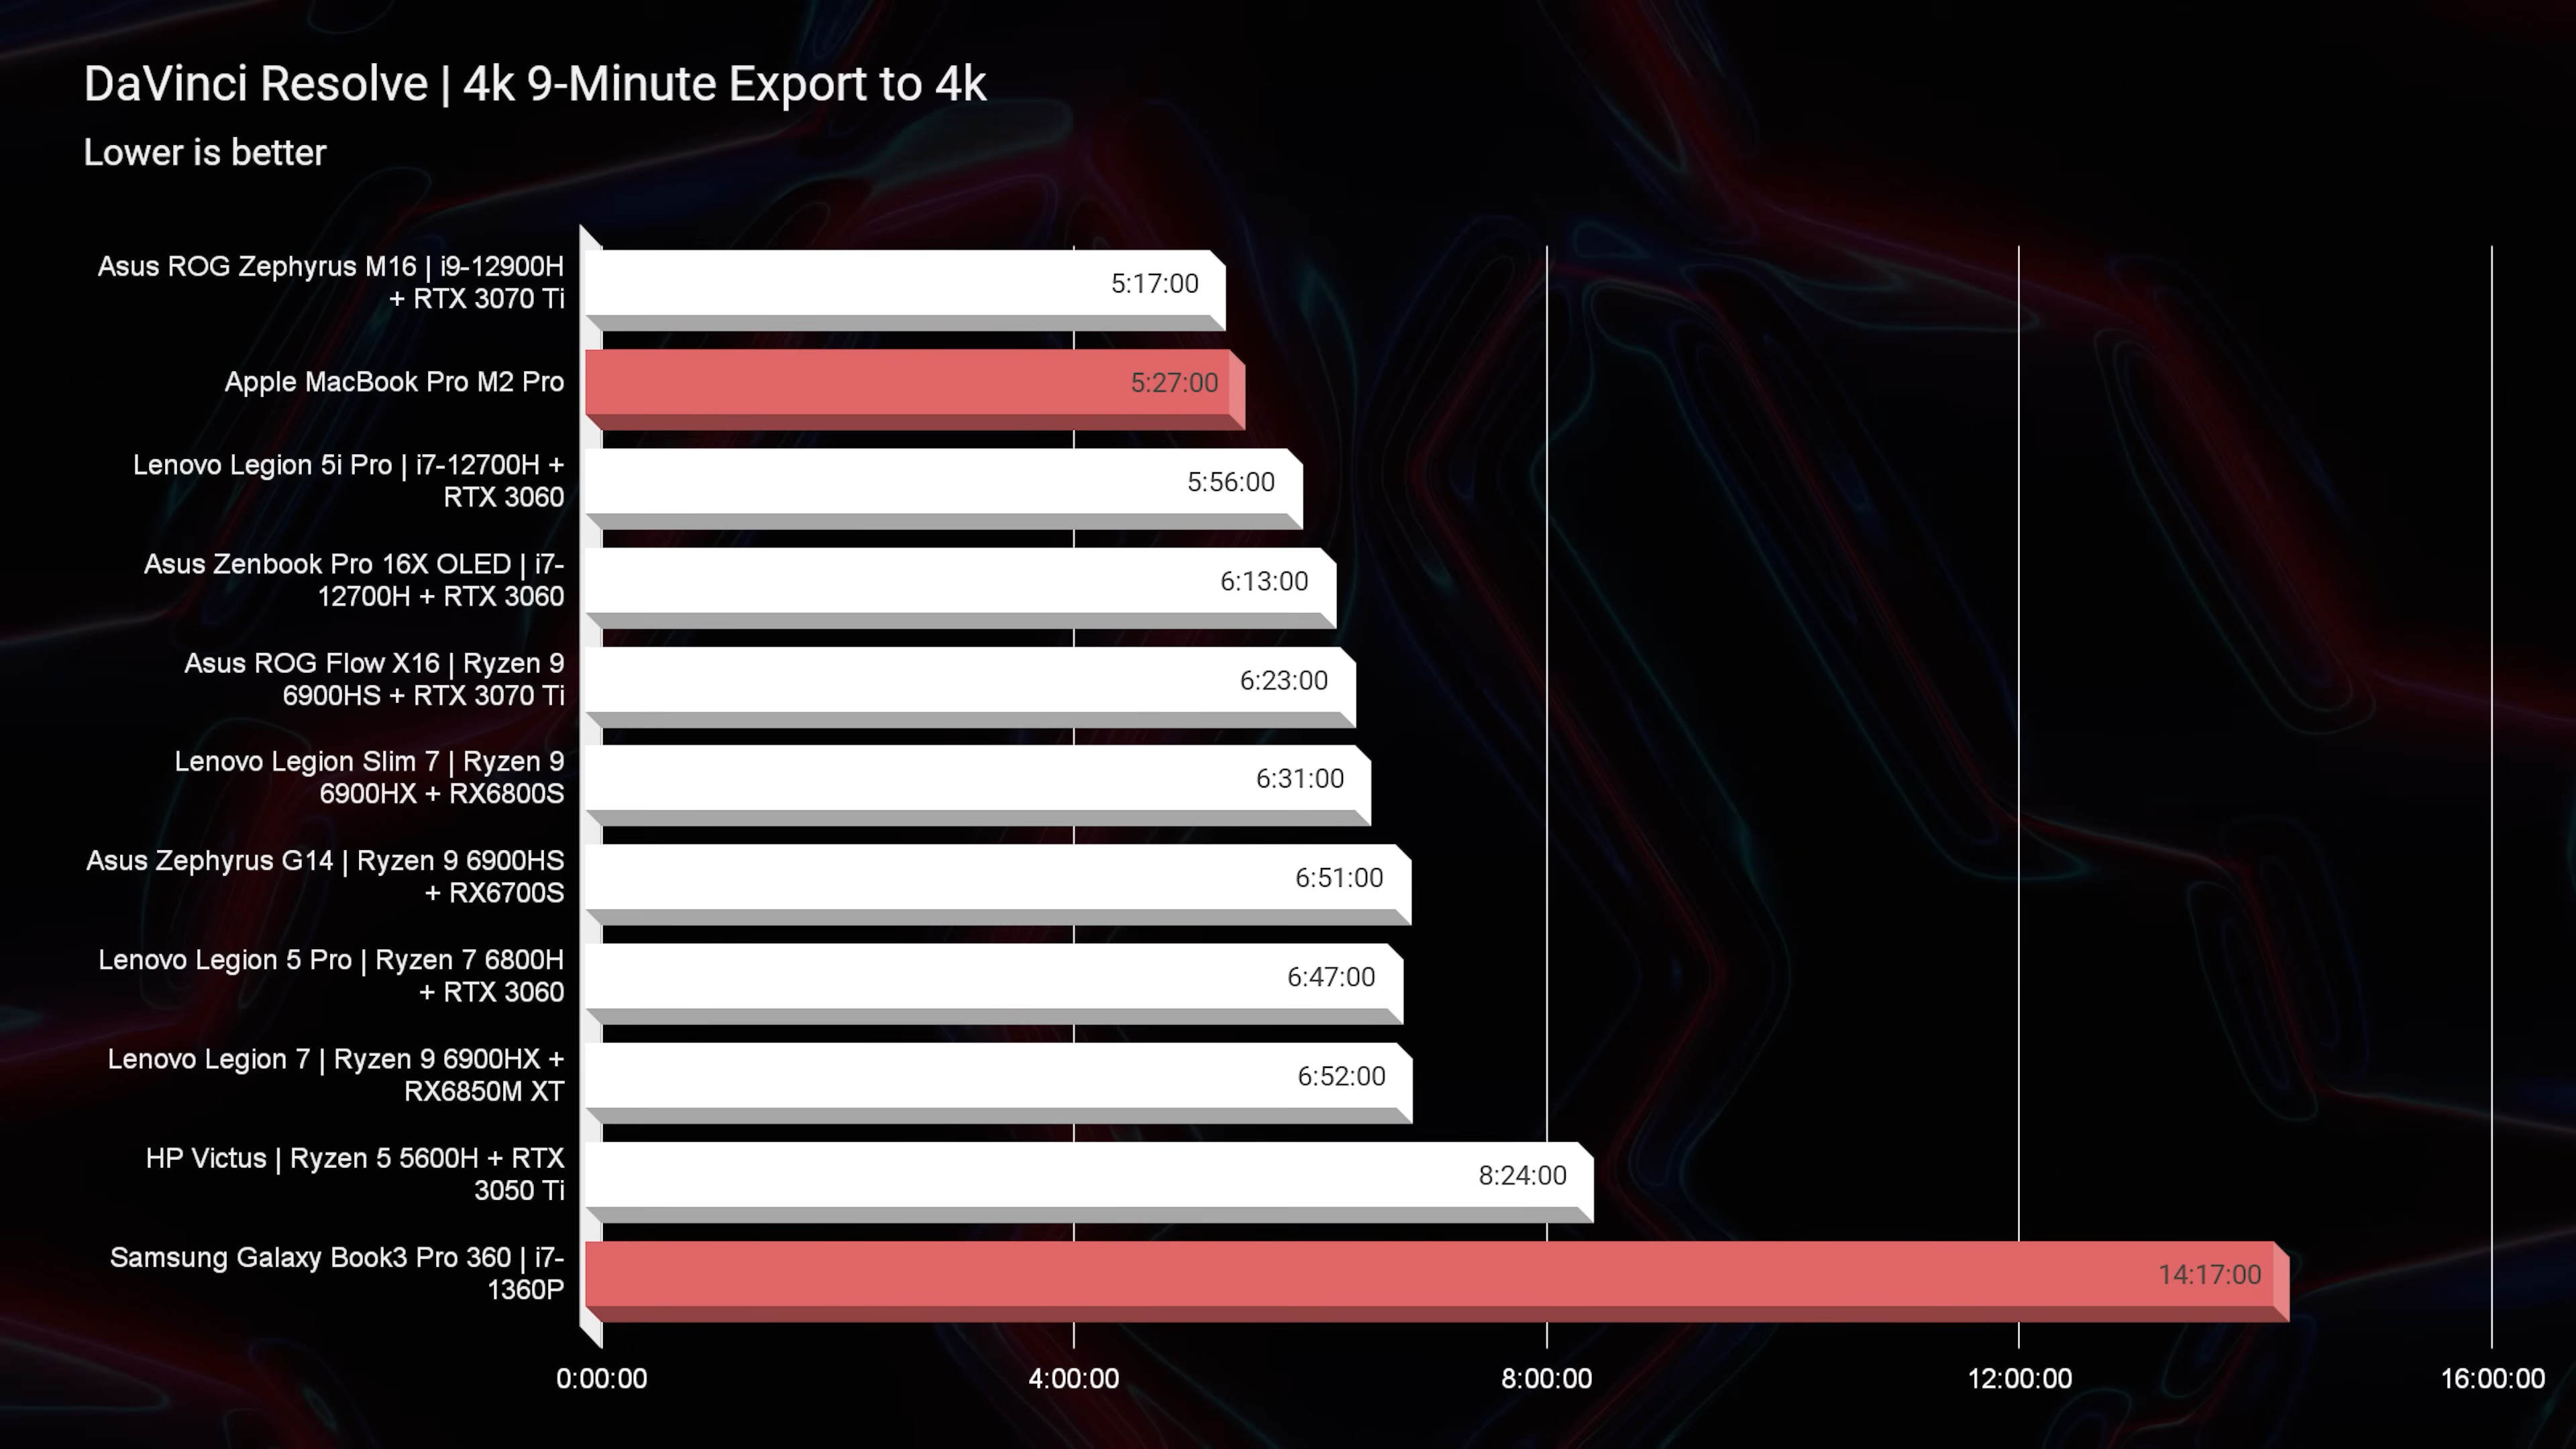 DaVinci Resolve | 4k 9-Minute Export to 4k
Lower is better
Asus ROG Zephyrus M16 | i9-12900H
+ RTX 3070 Ti
5:17:00
Apple MacBook Pro M2 Pro
5:27:00
Lenovo Legion 5i Pro | i7-12700H +
RTX 3060
5:56:00
Asus Zenbook Pro 16X OLED | i7-
12700H + RTX 3060
6:13:00
Asus ROG Flow X16 | Ryzen 9
6900HS + RTX 3070 Ti
6:23:00
Lenovo Legion Slim 7 | Ryzen 9
6900HX + RX6800S
6:31:00
Asus Zephyrus G14 | Ryzen 9 6900HS
+ RX6700S
6:51:00
Lenovo Legion 5 Pro | Ryzen 7 6800H
+ RTX 3060
6:47:00
Lenovo Legion 7 | Ryzen 9 6900HX +
RX6850M XT
6:52:00
HP Victus | Ryzen 5 5600H + RTX
3050 Ti
8:24:00
Samsung Galaxy Book3 Pro 360 | i7-
1360P
14:17:00
0:00:00 4:00:00 8:00:00 12:00:00 16:00:00